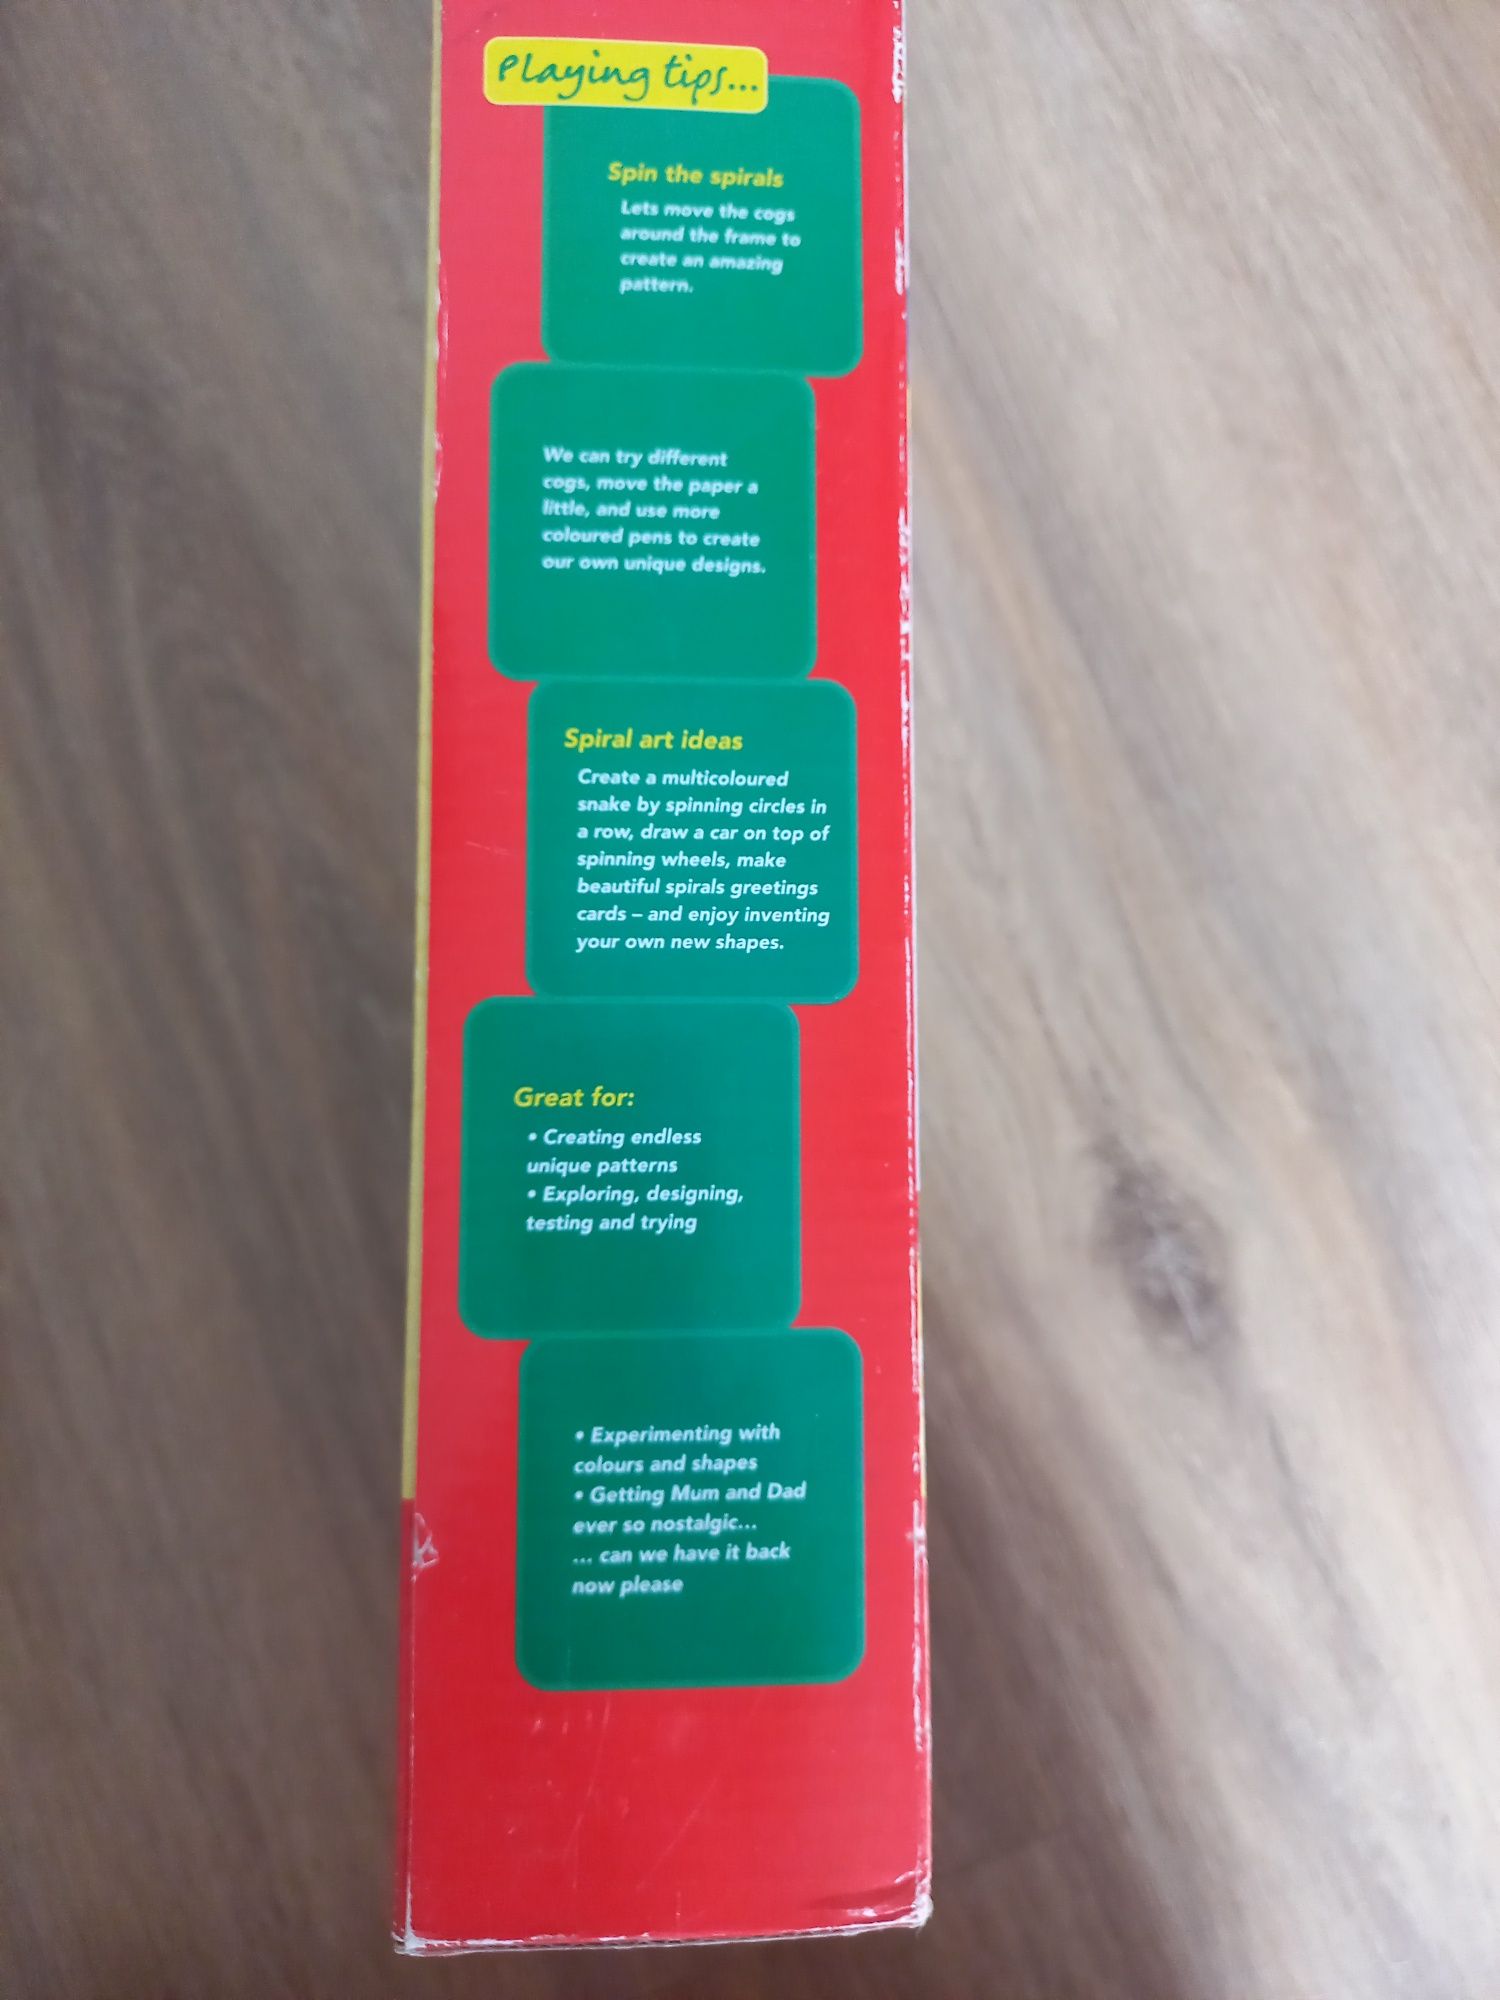 Playing tips...
Spin the spirals
Lets move the cogs
around the frame to
create an amazing
pattern.
We can try different
cogs, move the paper a
little, and use more
coloured pens to create
our own unique designs.
Spiral art ideas
Create a multicoloured
snake by spinning circles in
a row, draw a car on top of
spinning wheels, make
beautiful spirals greetings
cards – and enjoy inventing
your own new shapes.
Great for:
• Creating endless
unique patterns
• Exploring, designing,
testing and trying
• Experimenting with
colours and shapes
• Getting Mum and Dad
ever so nostalgic...
... can we have it back
now please